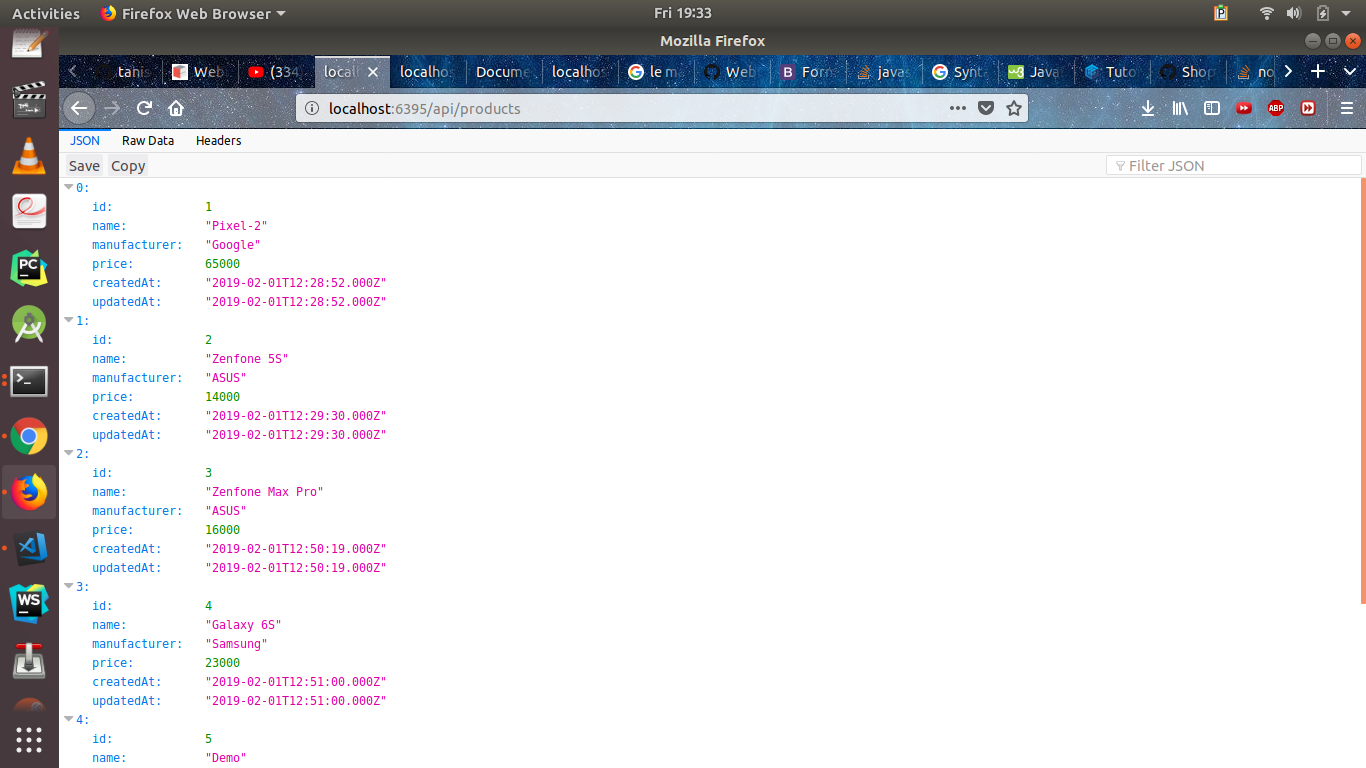 Activities Firefox Web Browser Fri 19:33
Mozilla Firefox
tanis Web (334 local localhos Docume localhos le ma Web Form javas Synta Java Tuto Shop no
localhost:6395/api/products ABP
JSON Raw Data Headers
Save Copy Filter JSON
0:
id: 1
name: "Pixel-2"
manufacturer: "Google"
price: 65000
createdAt: "2019-02-01T12:28:52.000Z"
updatedAt: "2019-02-01T12:28:52.000Z"
1:
id: 2
name: "Zenfone 5S"
manufacturer: "ASUS"
price: 14000
createdAt: "2019-02-01T12:29:30.000Z"
updatedAt: "2019-02-01T12:29:30.000Z"
2:
id: 3
name: "Zenfone Max Pro"
manufacturer: "ASUS"
price: 16000
createdAt: "2019-02-01T12:50:19.000Z"
updatedAt: "2019-02-01T12:50:19.000Z"
3:
id: 4
name: "Galaxy 6S"
manufacturer: "Samsung"
price: 23000
createdAt: "2019-02-01T12:51:00.000Z"
updatedAt: "2019-02-01T12:51:00.000Z"
4:
id: 5
name: "Demo"
PC
WS